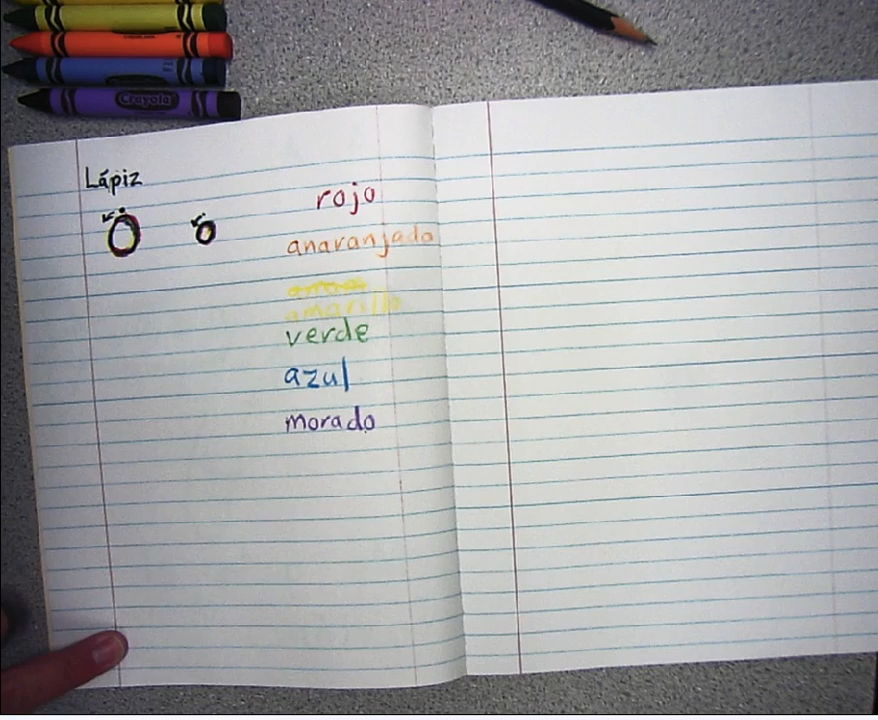 Crayola
Lápiz
O o
rojo
anaranjado
amarillo
verde
azul
morado